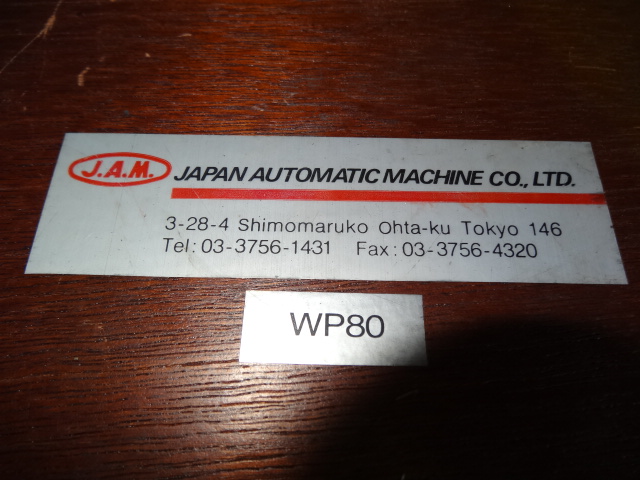 J.A.M. JAPAN AUTOMATIC MACHINE CO., LTD.
3-28-4 Shimomaruko Ohta-ku Tokyo 146
Tel: 03-3756-1431 Fax: 03-3756-4320
WP80